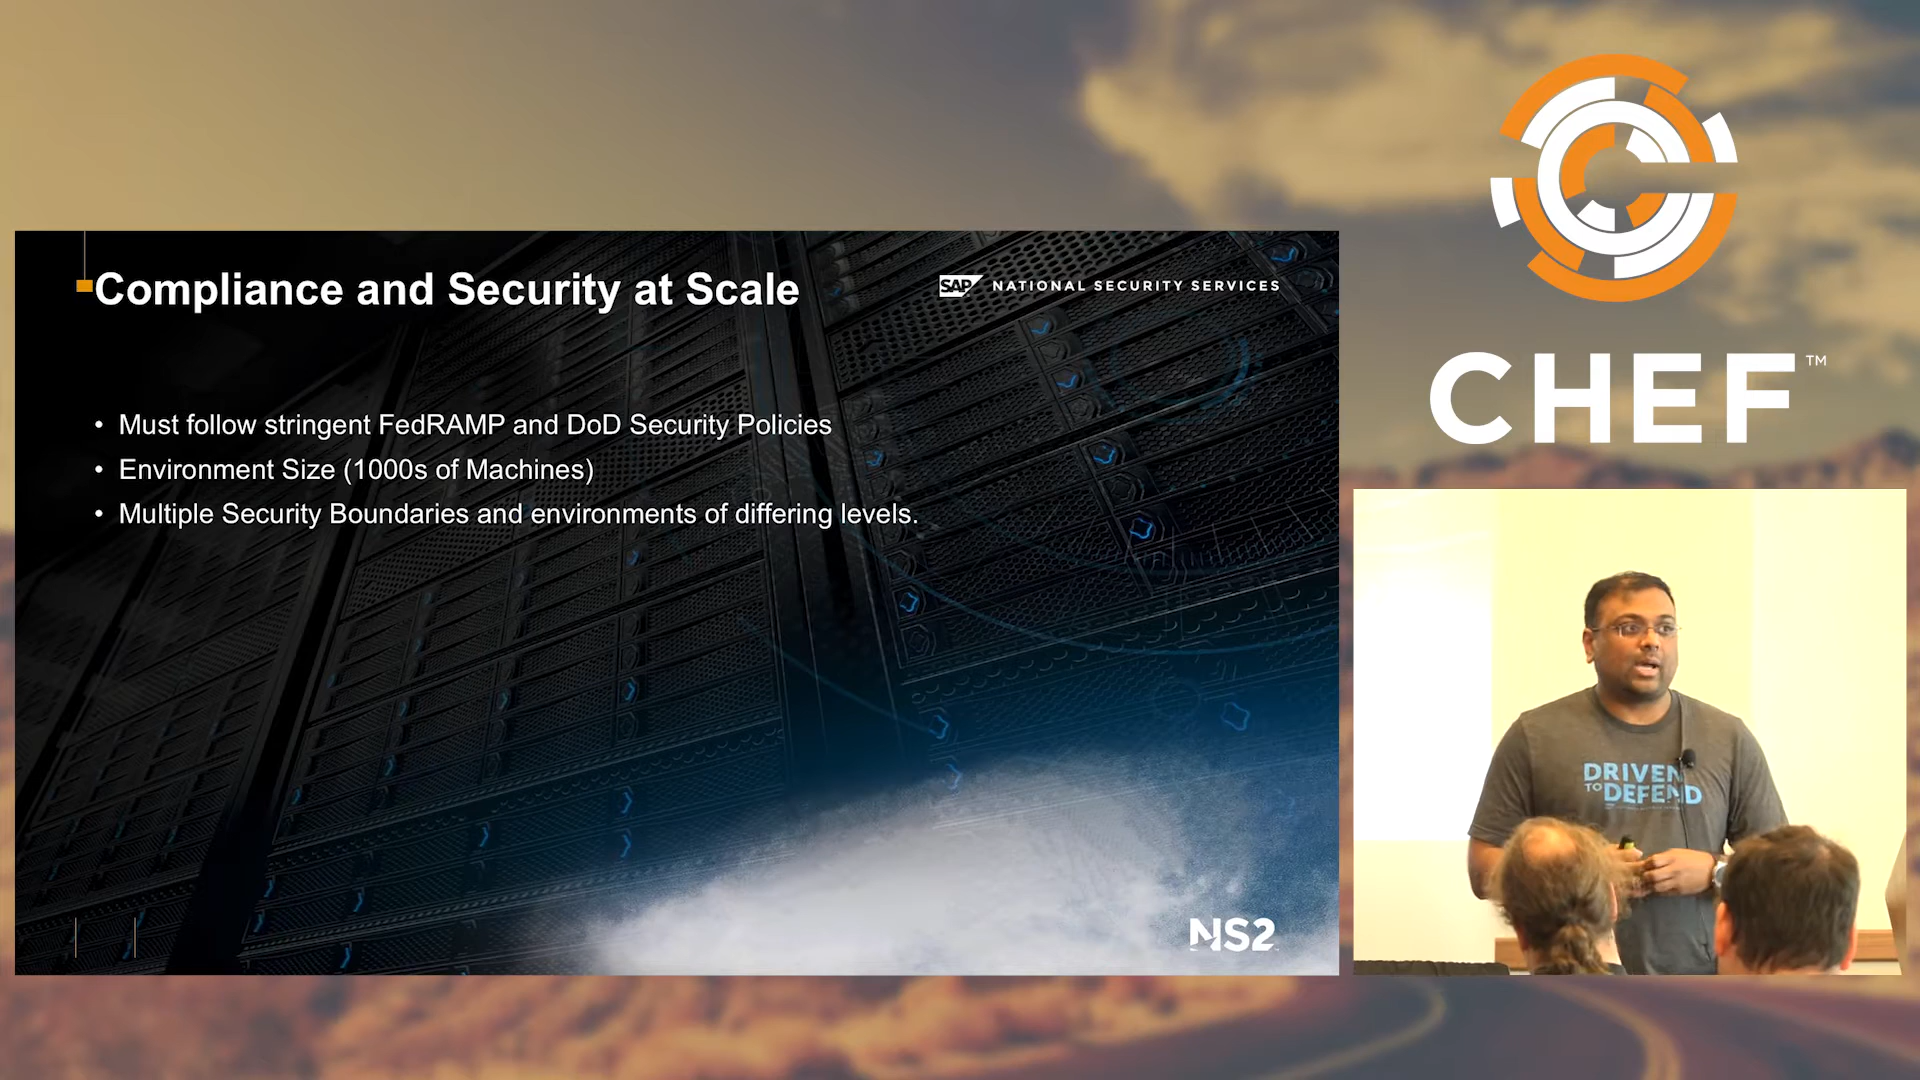 Compliance and Security at Scale
SAP NATIONAL SECURITY SERVICES
• Must follow stringent FedRAMP and DoD Security Policies
• Environment Size (1000s of Machines)
• Multiple Security Boundaries and environments of differing levels.
NS2
CHEF™
DRIVEN
TO DEFEND